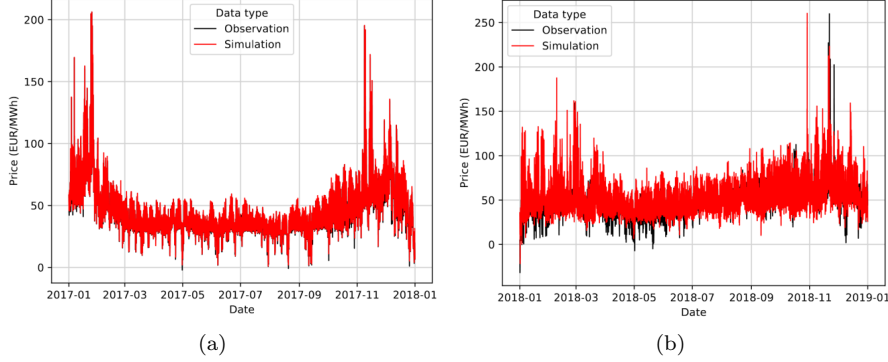 Data type
Observation
Simulation
200
150
100
50
0
Price (EUR/MWh)
2017-01 2017-03 2017-05 2017-07 2017-09 2017-11 2018-01
Date
(a)
Data type
Observation
Simulation
250
200
150
100
50
0
Price (EUR/MWh)
2018-01 2018-03 2018-05 2018-07 2018-09 2018-11 2019-01
Date
(b)